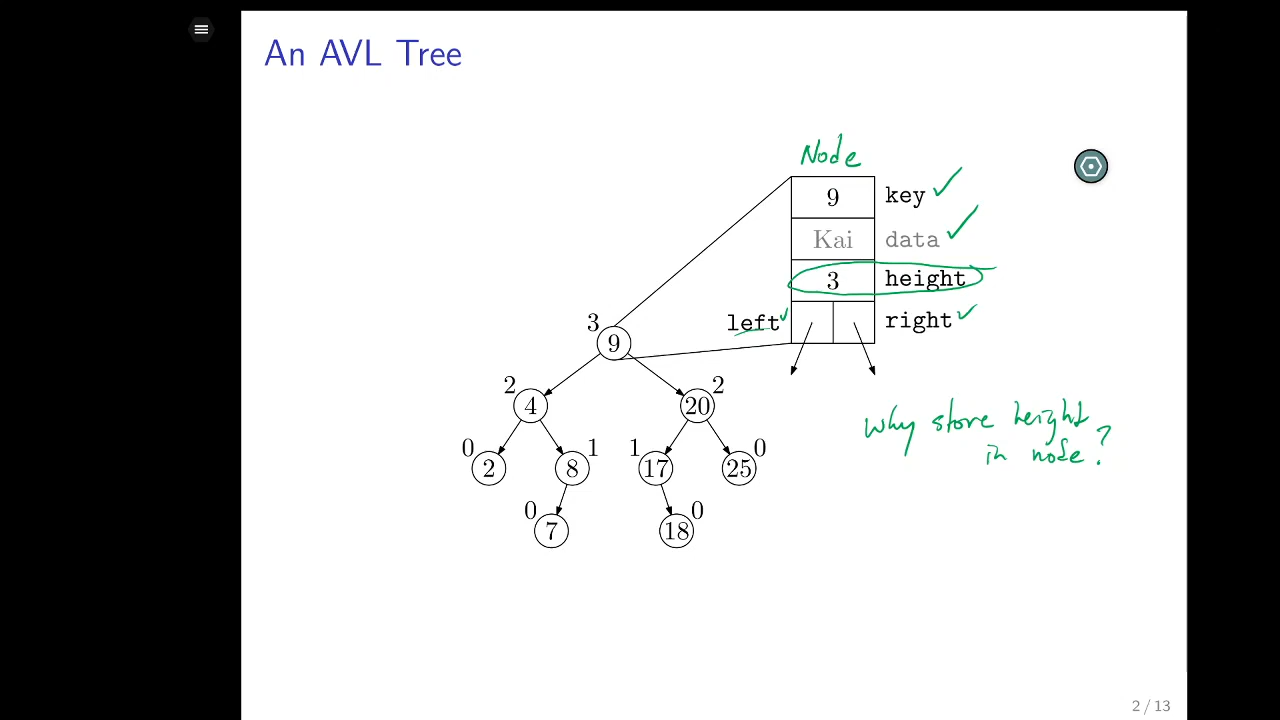 An AVL Tree
Node
9 key
Kai data
3 height
left right
3
9
2 2
4 20
0 1 1 0
2 8 17 25
0 0
7 18
Why store height
in node?
2 / 13